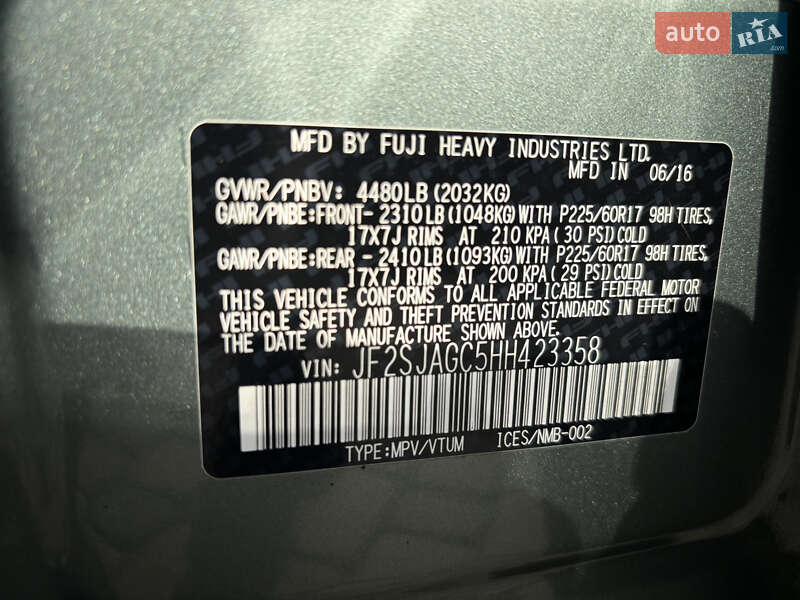 auto RIA.com
MFD BY FUJI HEAVY INDUSTRIES LTD.
MFD IN 06/16
GVWR/PNBV: 4480LB (2032KG)
GAWR/PNBE:FRONT- 2310LB (1048KG) WITH P225/60R17 98H TIRES,
17X7J RIMS AT 210 KPA (30 PSI) COLD
GAWR/PNBE:REAR - 2410LB (1093KG) WITH P225/60R17 98H TIRES,
17X7J RIMS AT 200 KPA (29 PSI) COLD
THIS VEHICLE CONFORMS TO ALL APPLICABLE FEDERAL MOTOR
VEHICLE SAFETY AND THEFT PREVENTION STANDARDS IN EFFECT ON
THE DATE OF MANUFACTURE SHOWN ABOVE.
VIN: JF2SJAGC5HH423358
TYPE:MPV/VTUM ICES/NMB-002